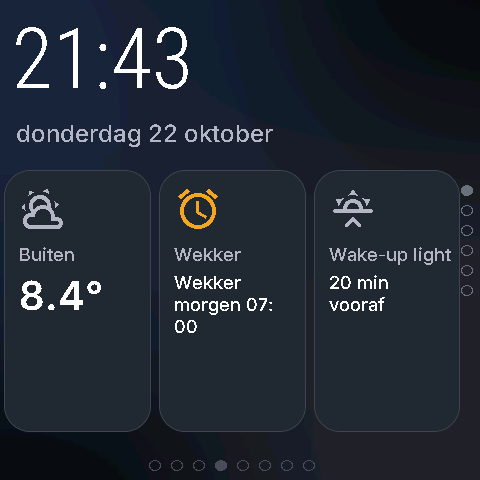 21:43
donderdag 22 oktober
Buiten
8.4°
Wekker
Wekker
morgen 07:
00
Wake-up light
20 min
vooraf